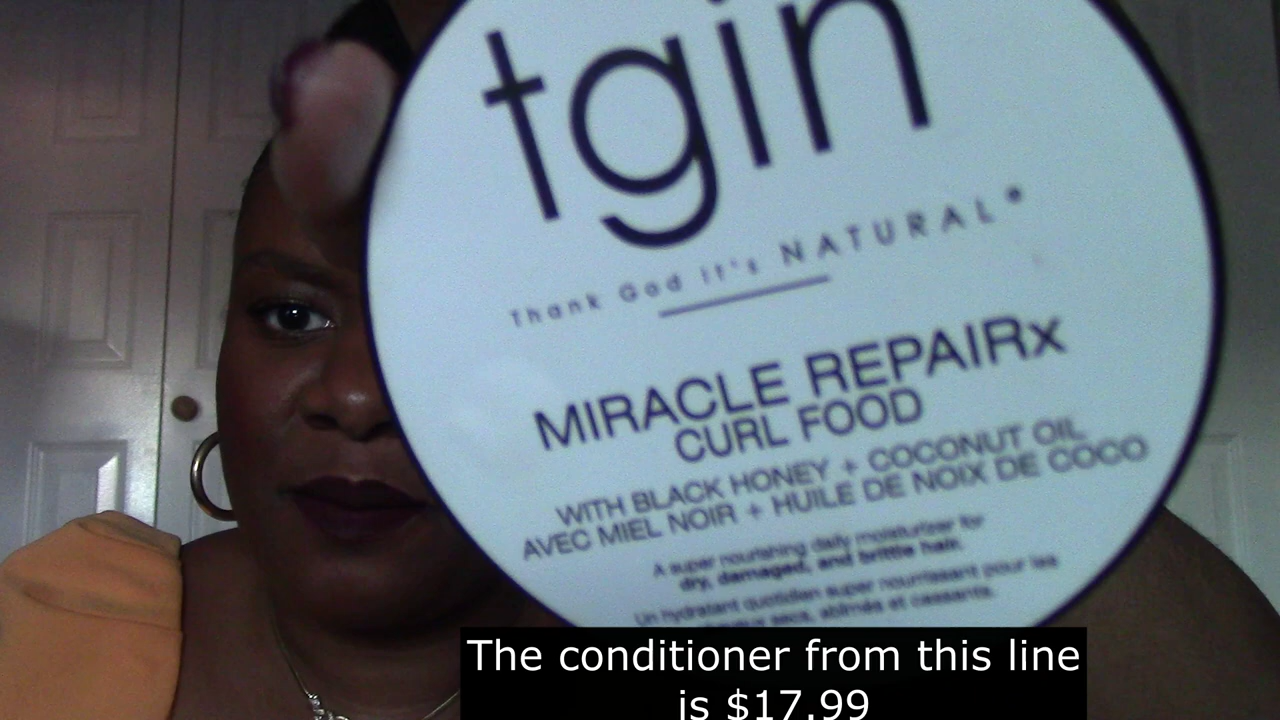 tgin
Thank God It's NATURAL®
MIRACLE REPAIRx
CURL FOOD
WITH BLACK HONEY + COCONUT OIL
AVEC MIEL NOIR + HUILE DE NOIX DE COCO
A super nourishing daily moisturizer for
dry, damaged, and brittle hair.
Un hydratant quotidien super nourrissant pour les
secs, abîmés et cassants.
The conditioner from this line
is $17.99